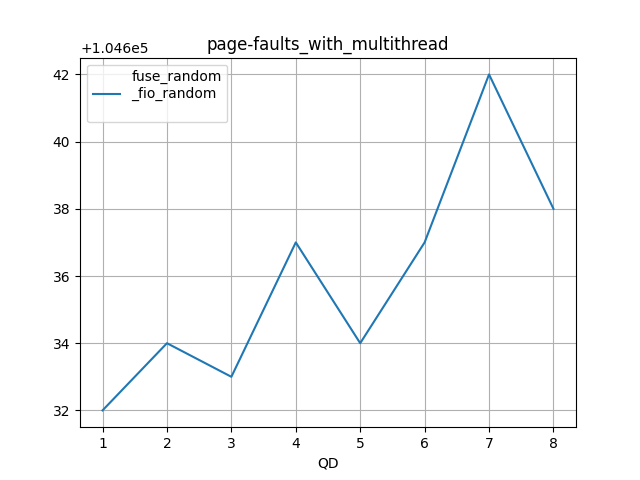 page-faults_with_multithread
+1.046e5
fuse_random
_fio_random
42
40
38
36
34
32
1 2 3 4 5 6 7 8
QD